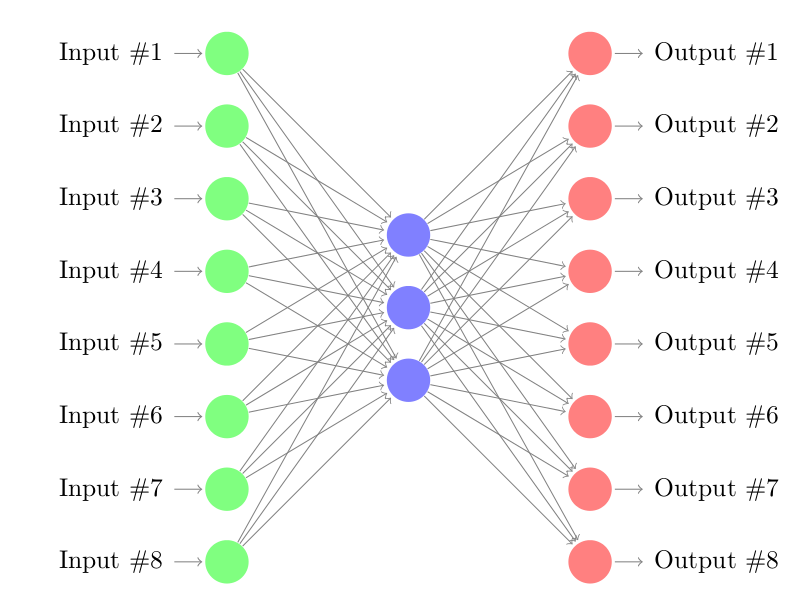 Input #1
Output #1
Input #2
Output #2
Input #3
Output #3
Input #4
Output #4
Input #5
Output #5
Input #6
Output #6
Input #7
Output #7
Input #8
Output #8